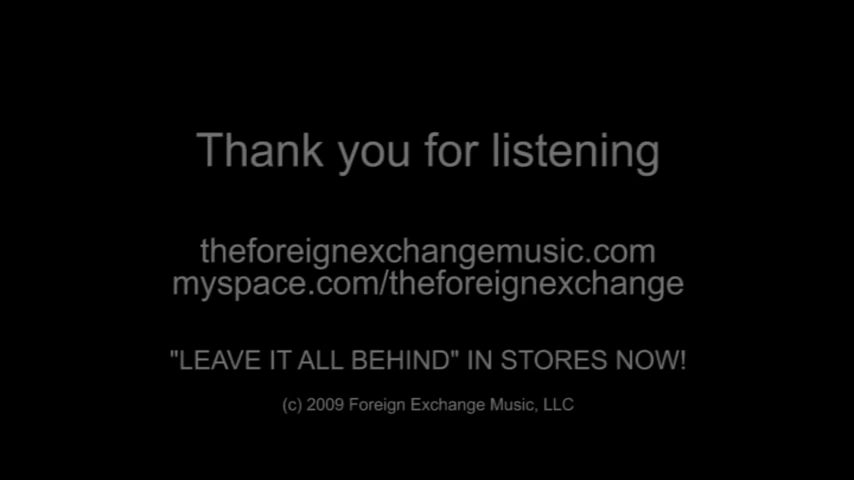 Thank you for listening
theforeignexchangemusic.com
myspace.com/theforeignexchange
"LEAVE IT ALL BEHIND" IN STORES NOW!
(c) 2009 Foreign Exchange Music, LLC